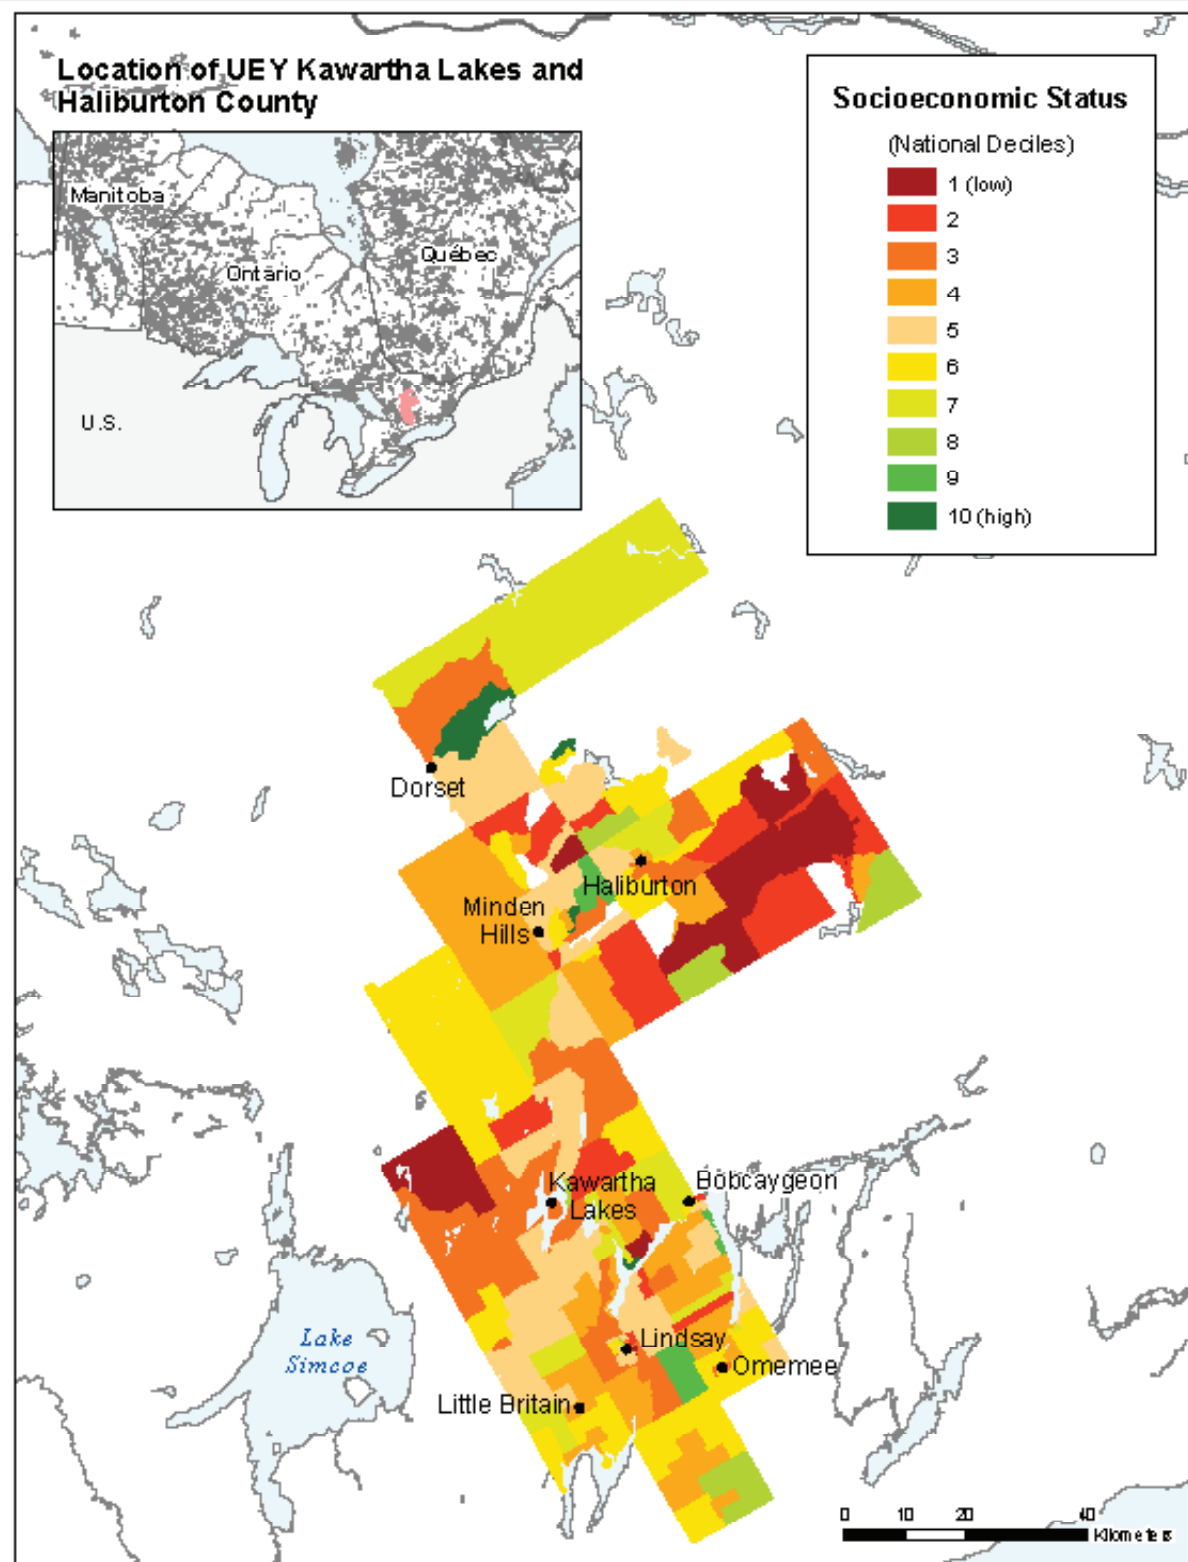 Location of UEY Kawartha Lakes and
Haliburton County
Manitoba
Ontario
Québec
U.S.
Socioeconomic Status
(National Deciles)
1 (low)
2
3
4
5
6
7
8
9
10 (high)
Dorset
Haliburton
Minden
Hills
Kawartha
Lakes
Bobcaygeon
Lake
Simcoe
Lindsay
Omemee
Little Britain
0 10 20 40
Kilometers